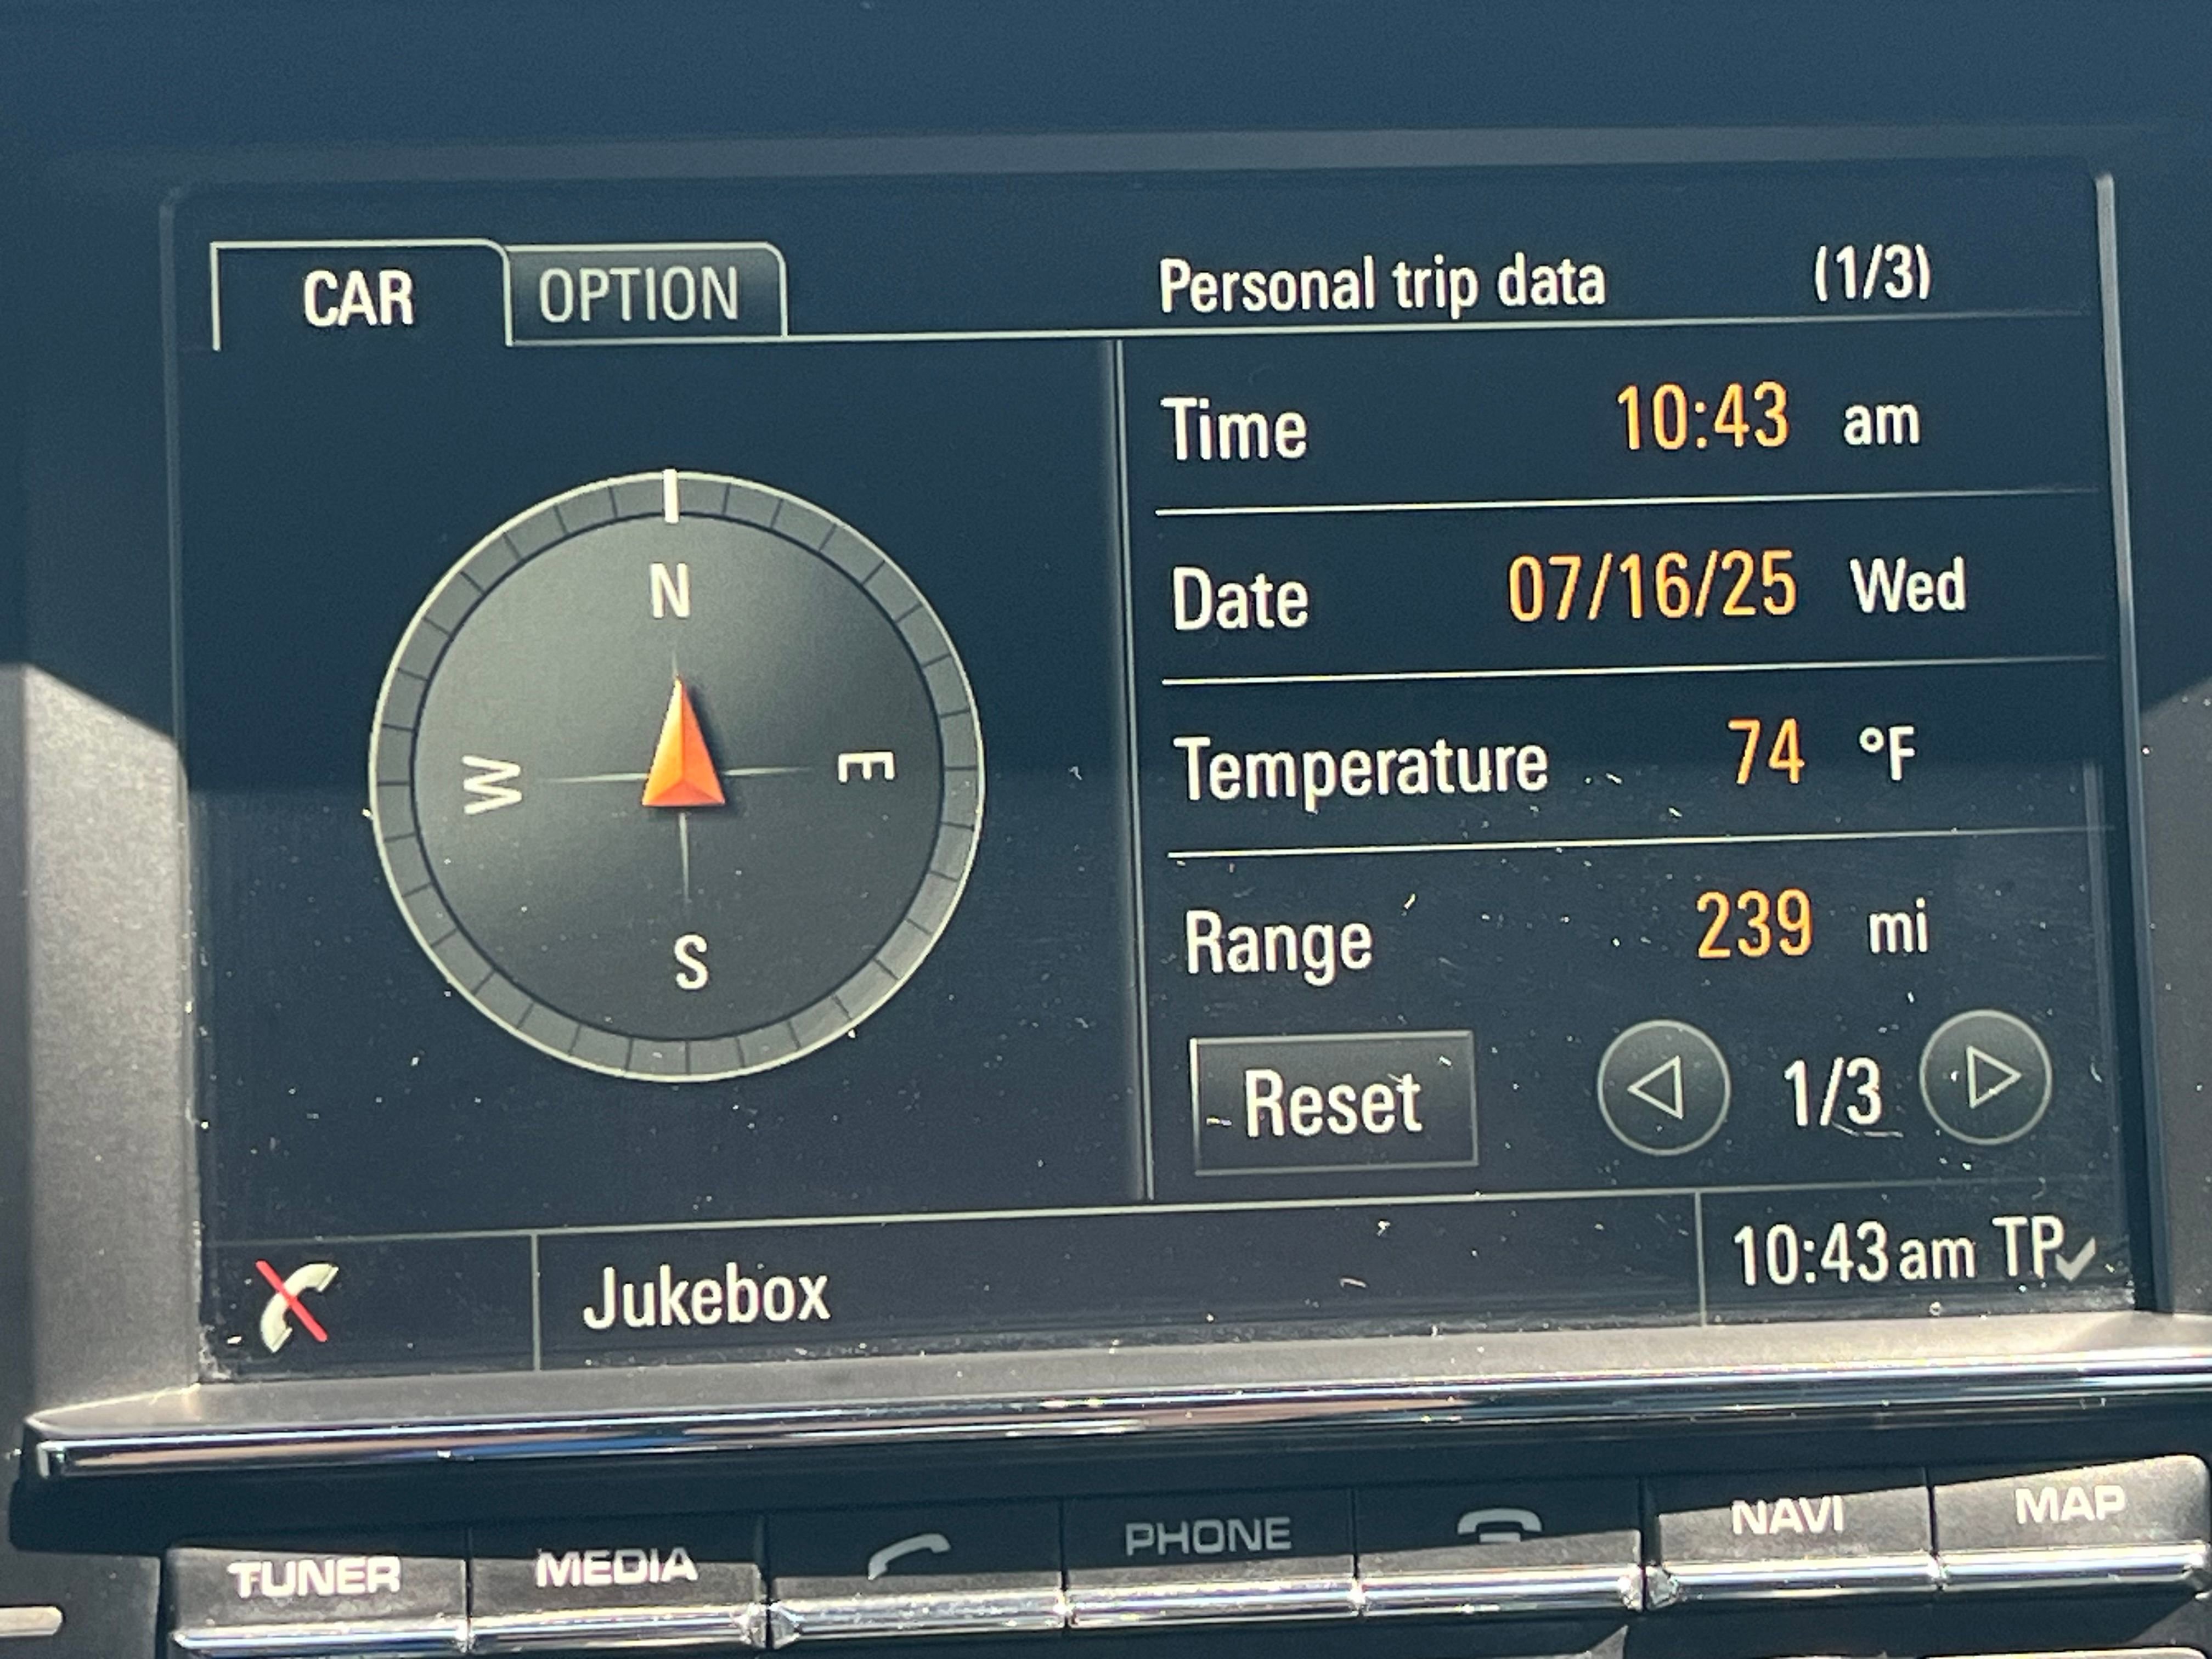 CAR OPTION Personal trip data (1/3)
Time 10:43 am
Date 07/16/25 Wed
Temperature 74 °F
Range 239 mi
N
W E
S
Reset 1/3
Jukebox 10:43 am TP
TUNER MEDIA PHONE NAVI MAP